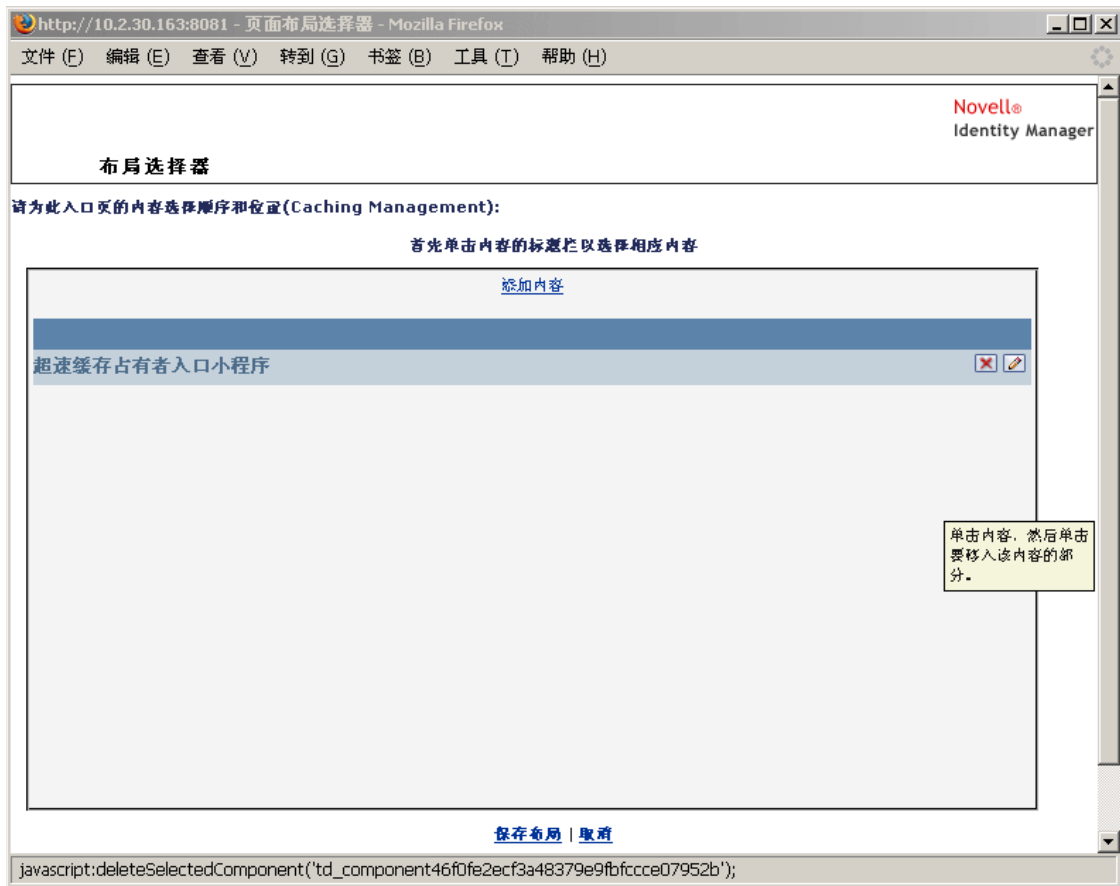 http://10.2.30.163:8081 - 页面布局选择器 - Mozilla Firefox
文件 (F) 编辑 (E) 查看 (V) 转到 (G) 书签 (B) 工具 (T) 帮助 (H)
Novell®
Identity Manager
布局选择器
请为此入口页的内容选择顺序和位置(Caching Management):
首先单击内容的标题栏以选择相应内容
添加内容
超速缓存占有者入口小程序
单击内容，然后单击
要移入该内容的部
分。
保存布局 | 取消
javascript:deleteSelectedComponent('td_component46f0fe2ecf3a48379e9fbfccce07952b');